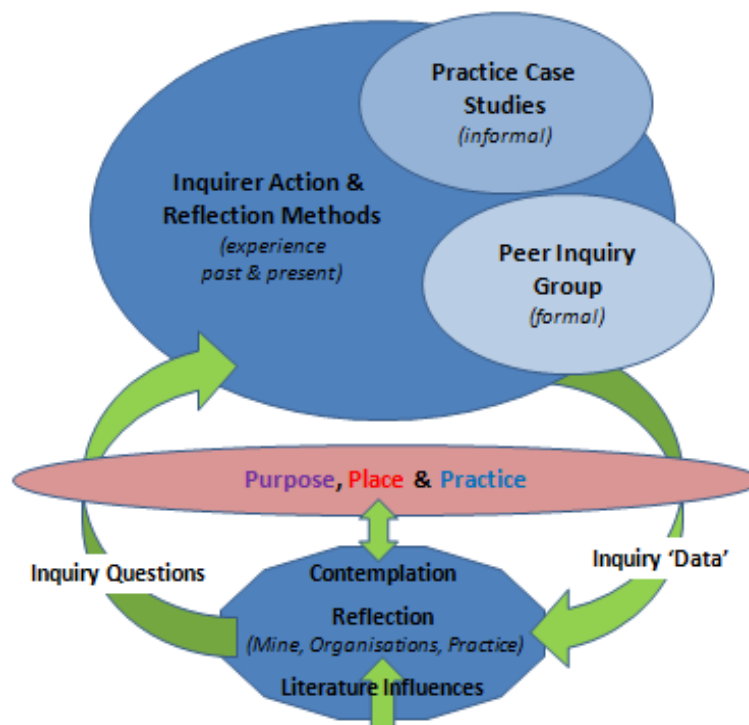 Practice Case
Studies
(informal)
Inquirer Action &
Reflection Methods
(experience
past & present)
Peer Inquiry
Group
(formal)
Purpose, Place & Practice
Inquiry Questions
Inquiry ‘Data’
Contemplation
Reflection
(Mine, Organisations, Practice)
Literature Influences